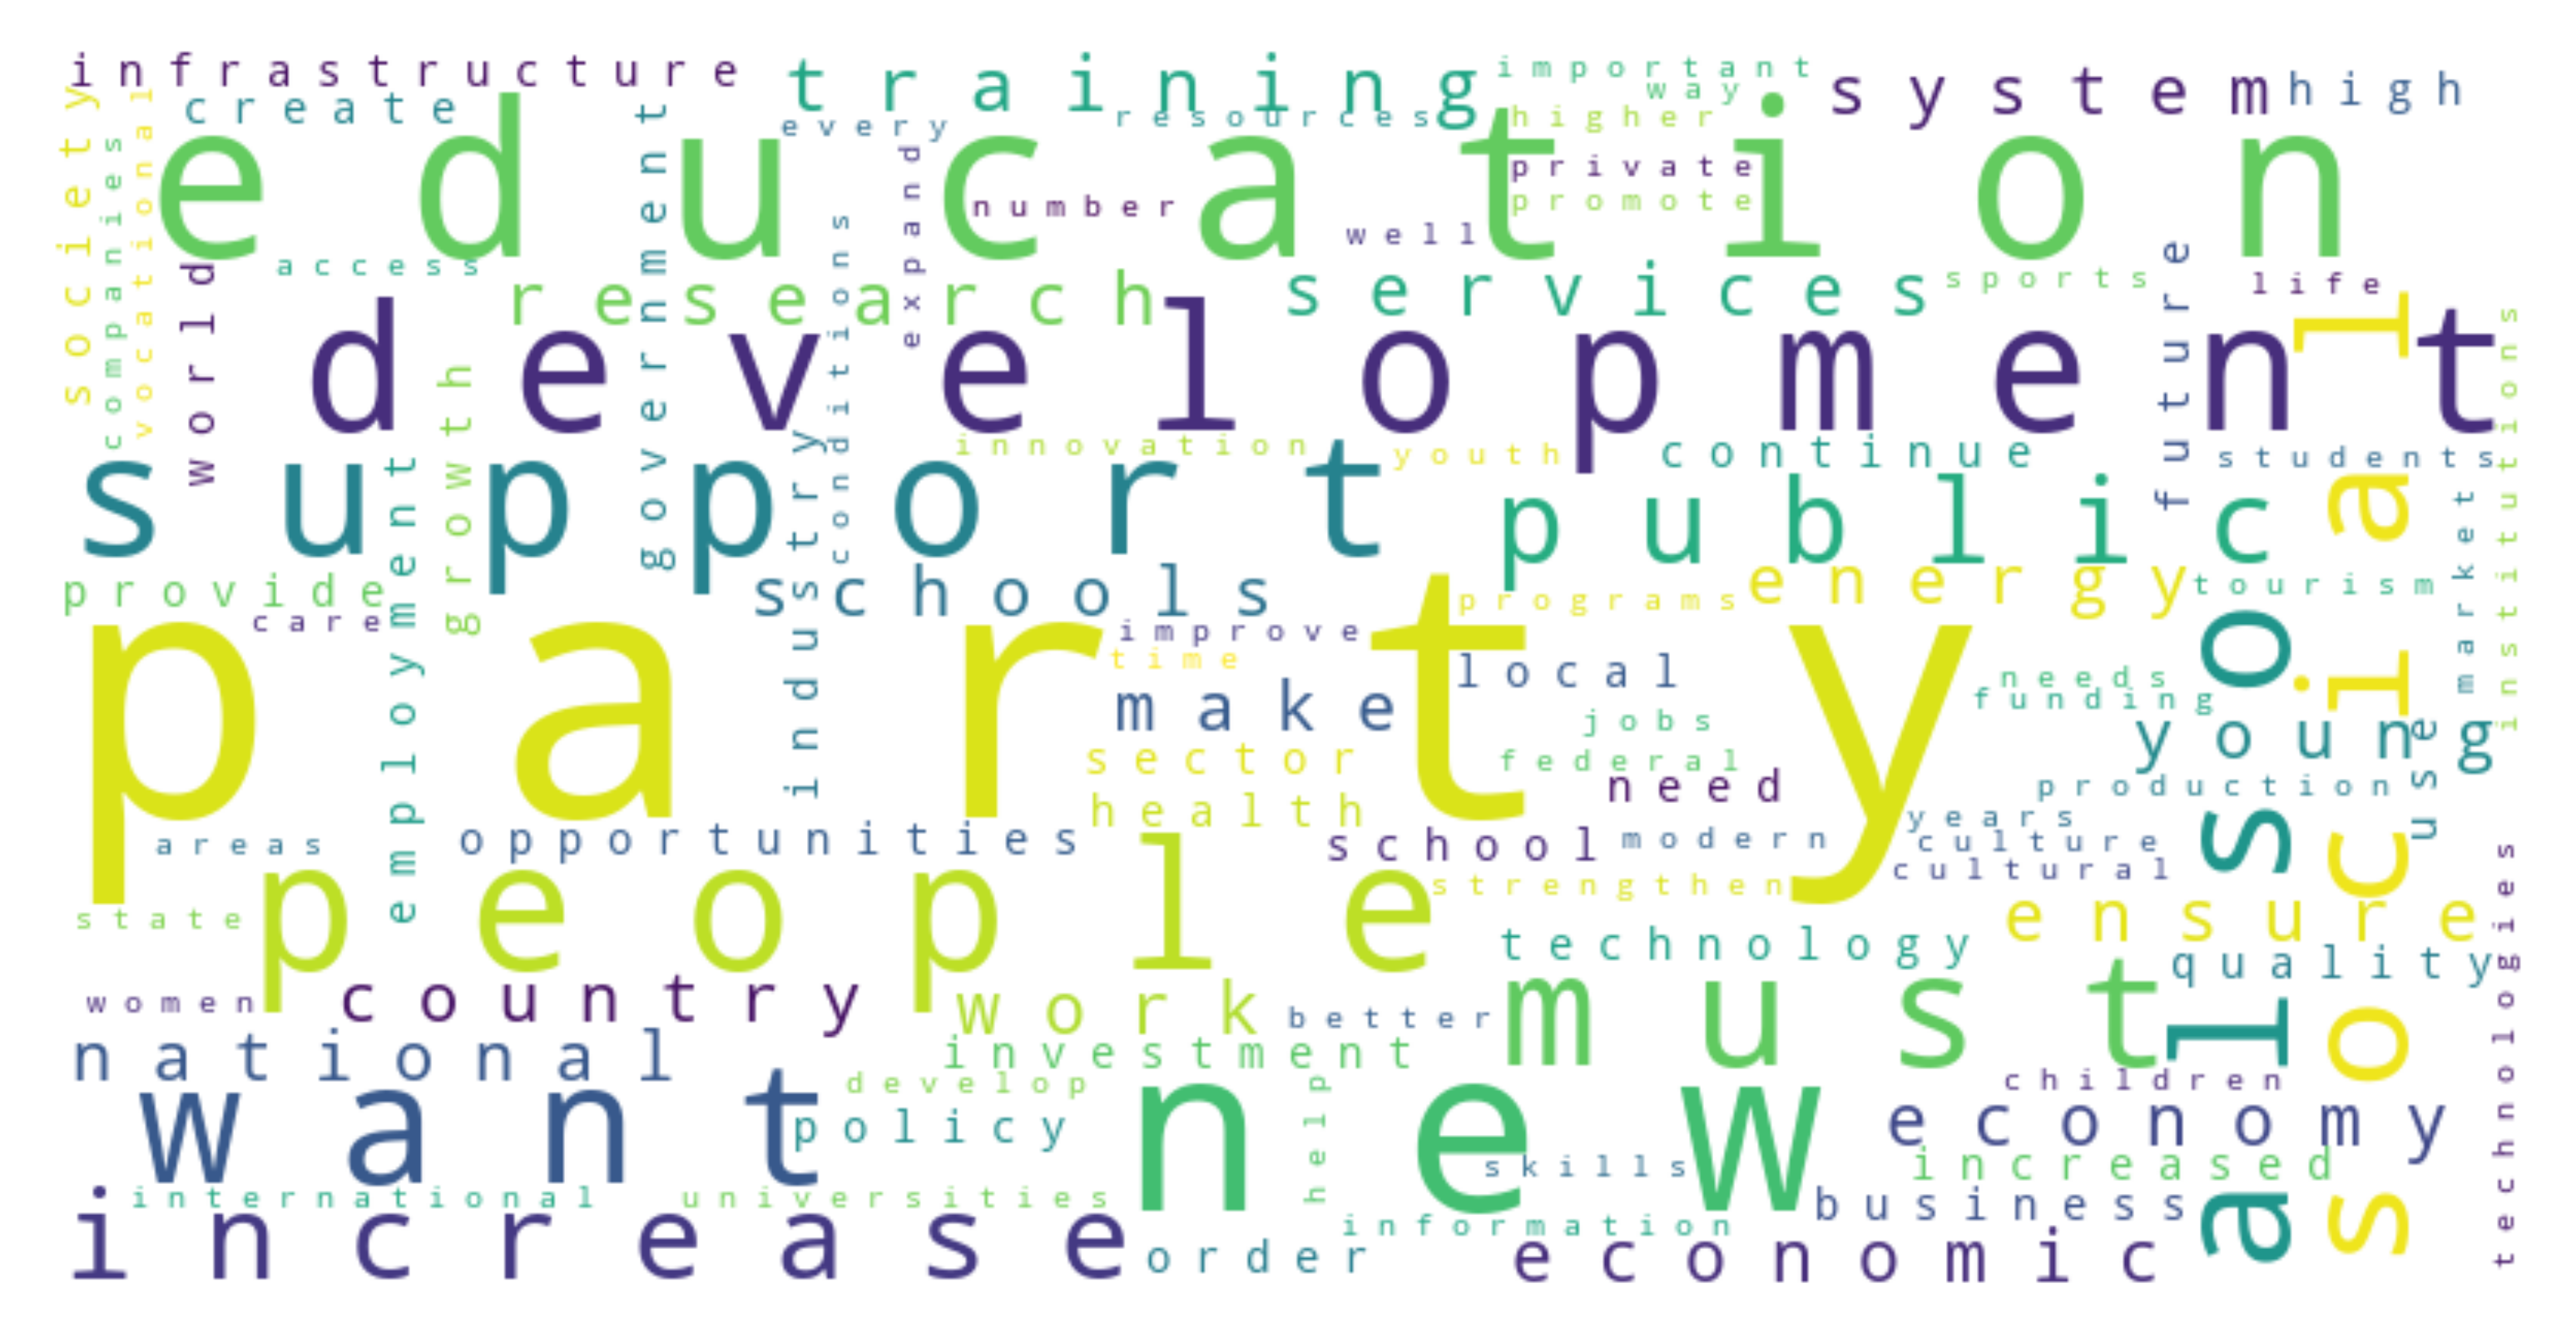 infrastructure
training
important
way
system
high
create
every
resources
higher
education
private
promote
number
well
society
companies
vocational
world
government
conditions
expand
access
research
services
sports
life
future
development
social
institutions
growth
innovation
youth
continue
students
support
public
employment
industry
market
provide
care
schools
programs
energy
tourism
party
improve
time
local
make
needs
funding
jobs
young
also
use
sector
federal
need
health
production
areas
opportunities
school
modern
years
culture
cultural
strengthen
state
people
ensure
technology
quality
technologies
women
country
work
better
must
national
investment
want
develop
policy
new
help
children
economy
skills
increased
international
universities
business
increase
information
order
economic